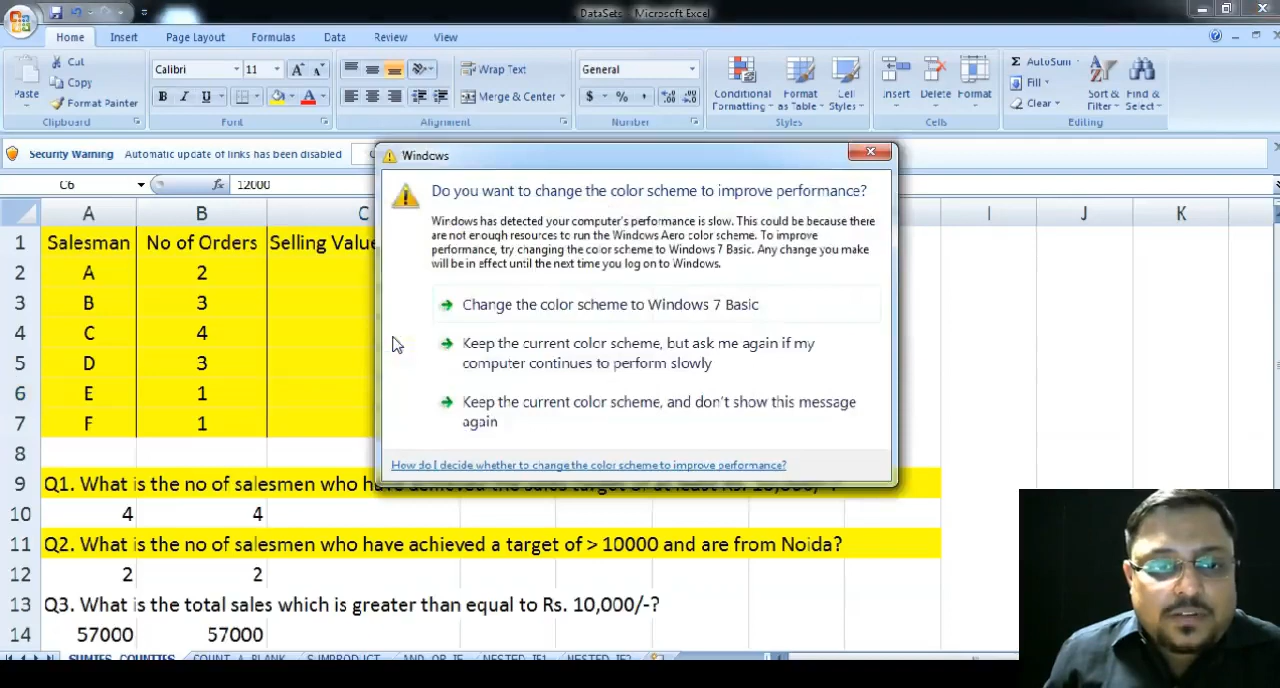 DataSets - Microsoft Excel
Home Insert Page Layout Formulas Data Review View
Paste
Cut
Copy
Format Painter
Clipboard
Calibri 11
B I U
Font
Wrap Text
Merge & Center
Alignment
General
$ % ,
Number
Conditional Formatting
Format as Table
Cell Styles
Styles
Insert Delete Format
Cells
Σ AutoSum
Fill
Clear
Sort & Filter
Find & Select
Editing
Security Warning Automatic update of links has been disabled
C6 fx 12000
A B C I J K
1 Salesman No of Orders Selling Value
2 A 2
3 B 3
4 C 4
5 D 3
6 E 1
7 F 1
8
9 Q1. What is the no of salesmen who
10 4 4
11 Q2. What is the no of salesmen who have achieved a target of > 10000 and are from Noida?
12 2 2
13 Q3. What is the total sales which is greater than equal to Rs. 10,000/-?
14 57000 57000
Windows
Do you want to change the color scheme to improve performance?
Windows has detected your computer's performance is slow. This could be because there
are not enough resources to run the Windows Aero color scheme. To improve
performance, try changing the color scheme to Windows 7 Basic. Any change you make
will be in effect until the next time you log on to Windows.
Change the color scheme to Windows 7 Basic
Keep the current color scheme, but ask me again if my
computer continues to perform slowly
Keep the current color scheme, and don't show this message
again
How do I decide whether to change the color scheme to improve performance?